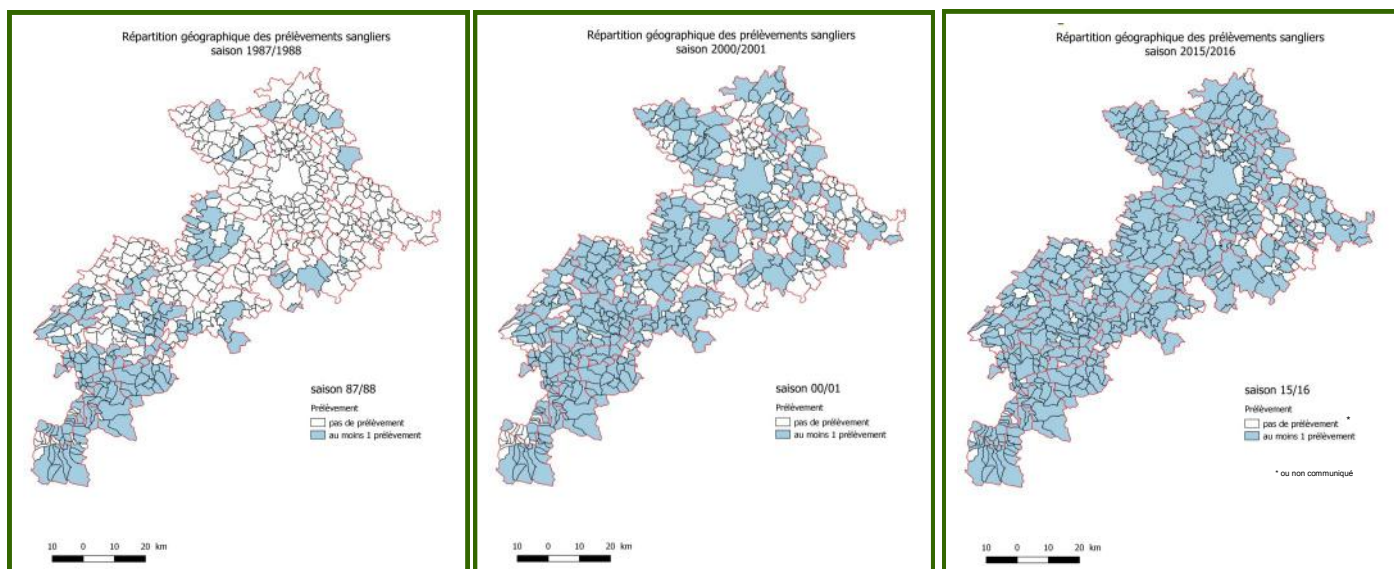 Répartition géographique des prélèvements sangliers
saison 1987/1988
saison 87/88
Prélèvement
pas de prélèvement
au moins 1 prélèvement
10 0 10 20 km
Répartition géographique des prélèvements sangliers
saison 2000/2001
saison 00/01
Prélèvement
pas de prélèvement
au moins 1 prélèvement
10 0 10 20 km
Répartition géographique des prélèvements sangliers
saison 2015/2016
saison 15/16
Prélèvement
pas de prélèvement *
au moins 1 prélèvement
* ou non communiqué
10 0 10 20 km